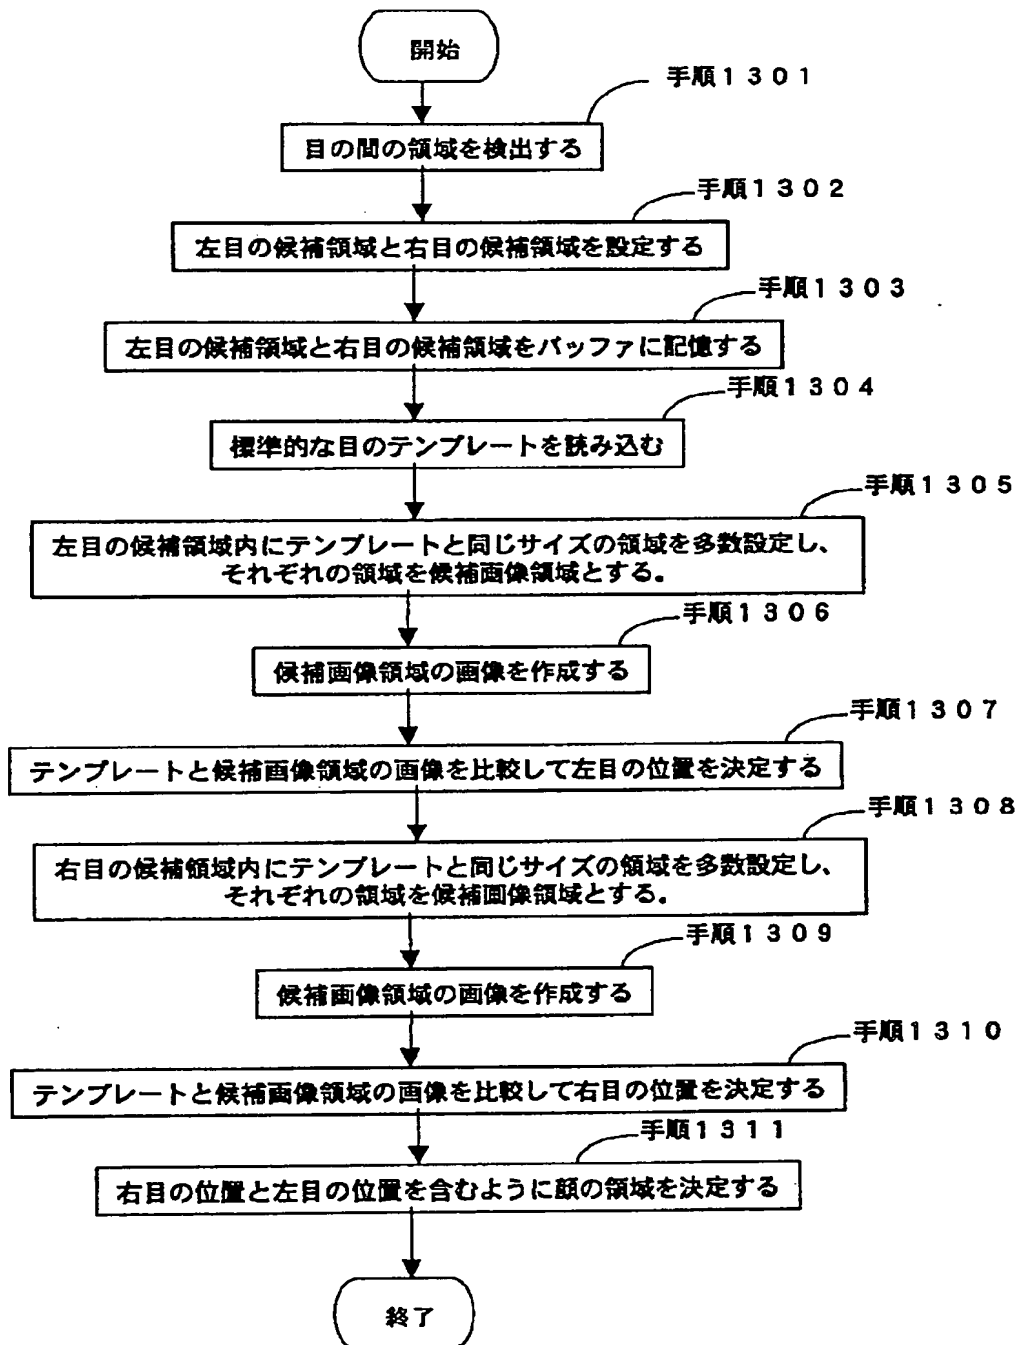 開始
手順1301
目の間の領域を検出する
手順1302
左目の候補領域と右目の候補領域を設定する
手順1303
左目の候補領域と右目の候補領域をバッファに記憶する
手順1304
標準的な目のテンプレートを読み込む
手順1305
左目の候補領域内にテンプレートと同じサイズの領域を多数設定し、
それぞれの領域を候補画像領域とする。
手順1306
候補画像領域の画像を作成する
手順1307
テンプレートと候補画像領域の画像を比較して左目の位置を決定する
手順1308
右目の候補領域内にテンプレートと同じサイズの領域を多数設定し、
それぞれの領域を候補画像領域とする。
手順1309
候補画像領域の画像を作成する
手順1310
テンプレートと候補画像領域の画像を比較して右目の位置を決定する
手順1311
右目の位置と左目の位置を含むように顔の領域を決定する
終了